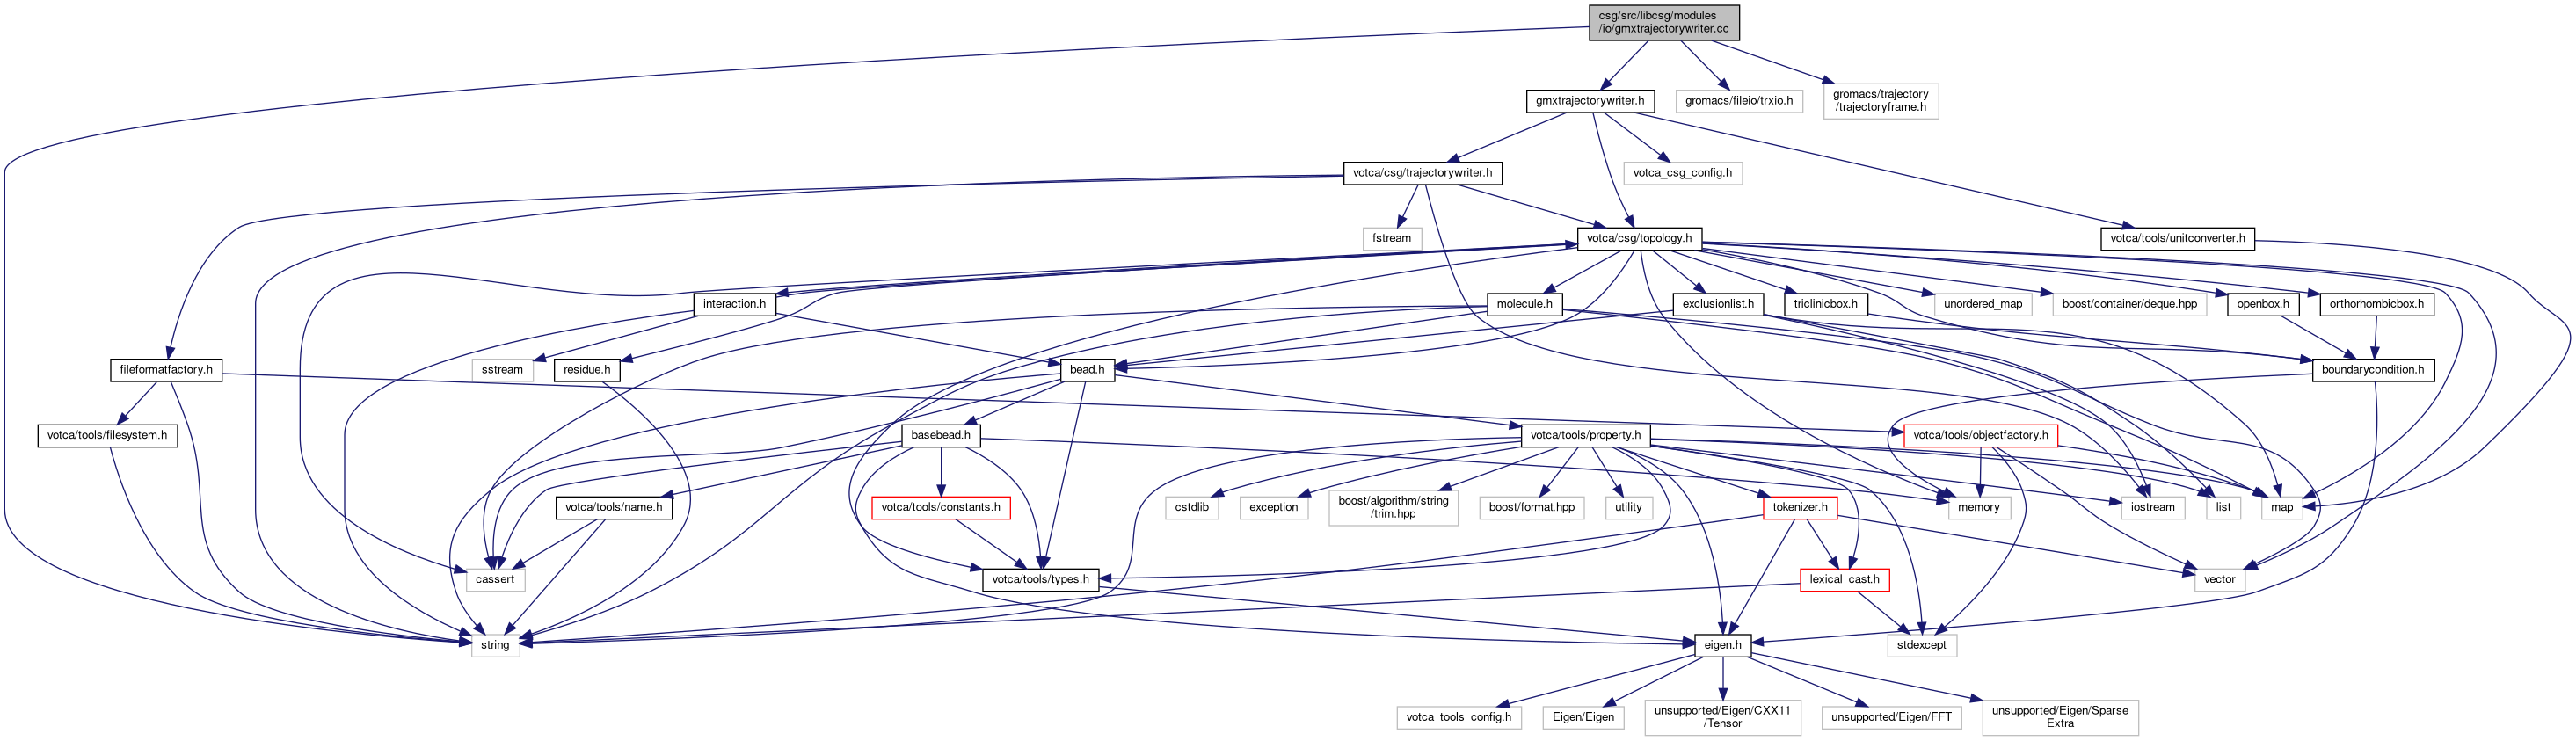 csg/src/libcsg/modules
/io/gmxtrajectorywriter.cc
gmxtrajectorywriter.h
gromacs/fileio/trxio.h
gromacs/trajectory
/trajectoryframe.h
votca/csg/trajectorywriter.h
votca_csg_config.h
fstream
votca/csg/topology.h
votca/tools/unitconverter.h
interaction.h
molecule.h
exclusionlist.h
triclinicbox.h
unordered_map
boost/container/deque.hpp
openbox.h
orthorhombicbox.h
fileformatfactory.h
sstream
residue.h
bead.h
boundarycondition.h
votca/tools/filesystem.h
basebead.h
votca/tools/property.h
votca/tools/objectfactory.h
votca/tools/name.h
votca/tools/constants.h
cstdlib
exception
boost/algorithm/string
/trim.hpp
boost/format.hpp
utility
tokenizer.h
memory
iostream
list
map
cassert
votca/tools/types.h
lexical_cast.h
vector
string
eigen.h
stdexcept
votca_tools_config.h
Eigen/Eigen
unsupported/Eigen/CXX11
/Tensor
unsupported/Eigen/FFT
unsupported/Eigen/Sparse
Extra